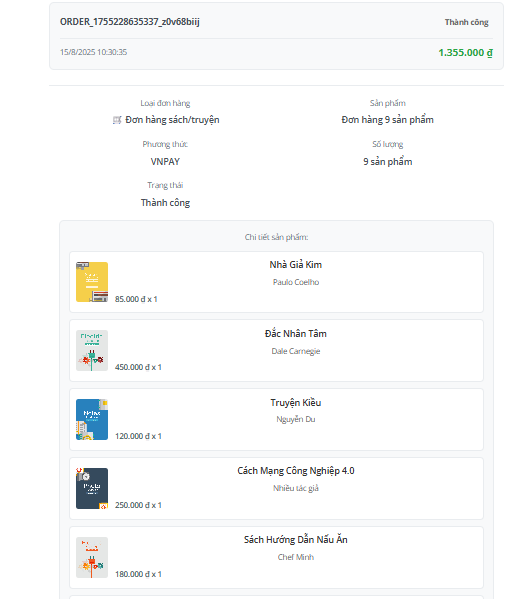 ORDER_1755228635337_z0v68biij
Thành công
15/8/2025 10:30:35
1.355.000 ₫
Loại đơn hàng
Sản phẩm
🛒 Đơn hàng sách/truyện
Đơn hàng 9 sản phẩm
Phương thức
Số lượng
VNPAY
9 sản phẩm
Trạng thái
Thành công
Chi tiết sản phẩm:
Nhà Giả Kim
Paulo Coelho
85.000 đ x 1
Đắc Nhân Tâm
Dale Carnegie
450.000 đ x 1
Truyện Kiều
Nguyễn Du
120.000 đ x 1
Cách Mạng Công Nghiệp 4.0
Nhiều tác giả
250.000 đ x 1
Sách Hướng Dẫn Nấu Ăn
Chef Minh
180.000 đ x 1